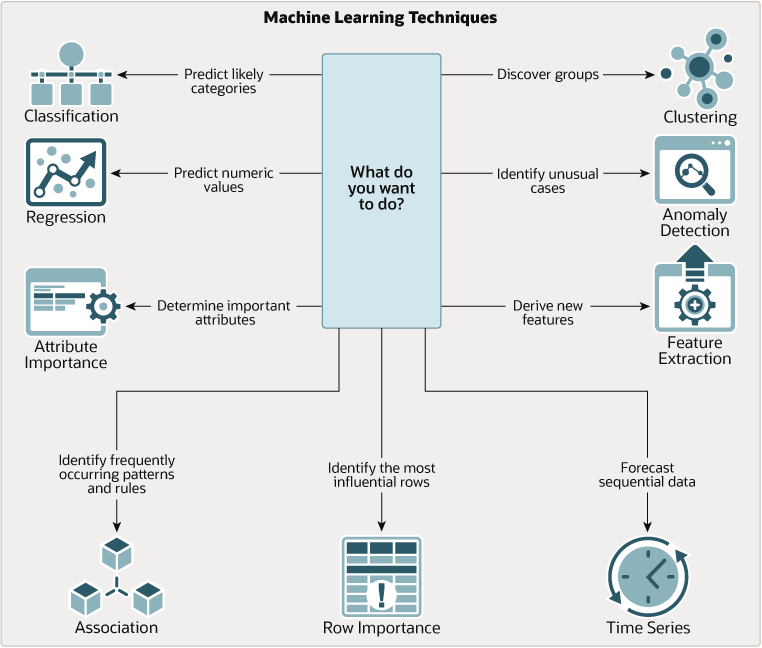 Machine Learning Techniques
Predict likely
categories
Classification
What do
you want
to do?
Discover groups
Clustering
Predict numeric
values
Regression
Identify unusual
cases
Anomaly
Detection
Determine important
attributes
Attribute
Importance
Derive new
features
Feature
Extraction
Identify frequently
occurring patterns
and rules
Association
Identify the most
influential rows
!
Row Importance
Forecast
sequential data
Time Series